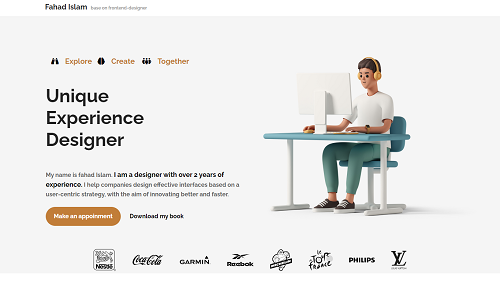 Fahad Islam base on frontend-designer
Explore Create Together
Unique
Experience
Designer
My name is fahad Islam. I am a designer with over 2 years of
experience. I help companies design effective interfaces based on a
user-centric strategy, with the aim of innovating better and faster.
Make an appoinment Download my book
Nestle Coca-Cola GARMIN Reebok le Tour de france PHILIPS LV